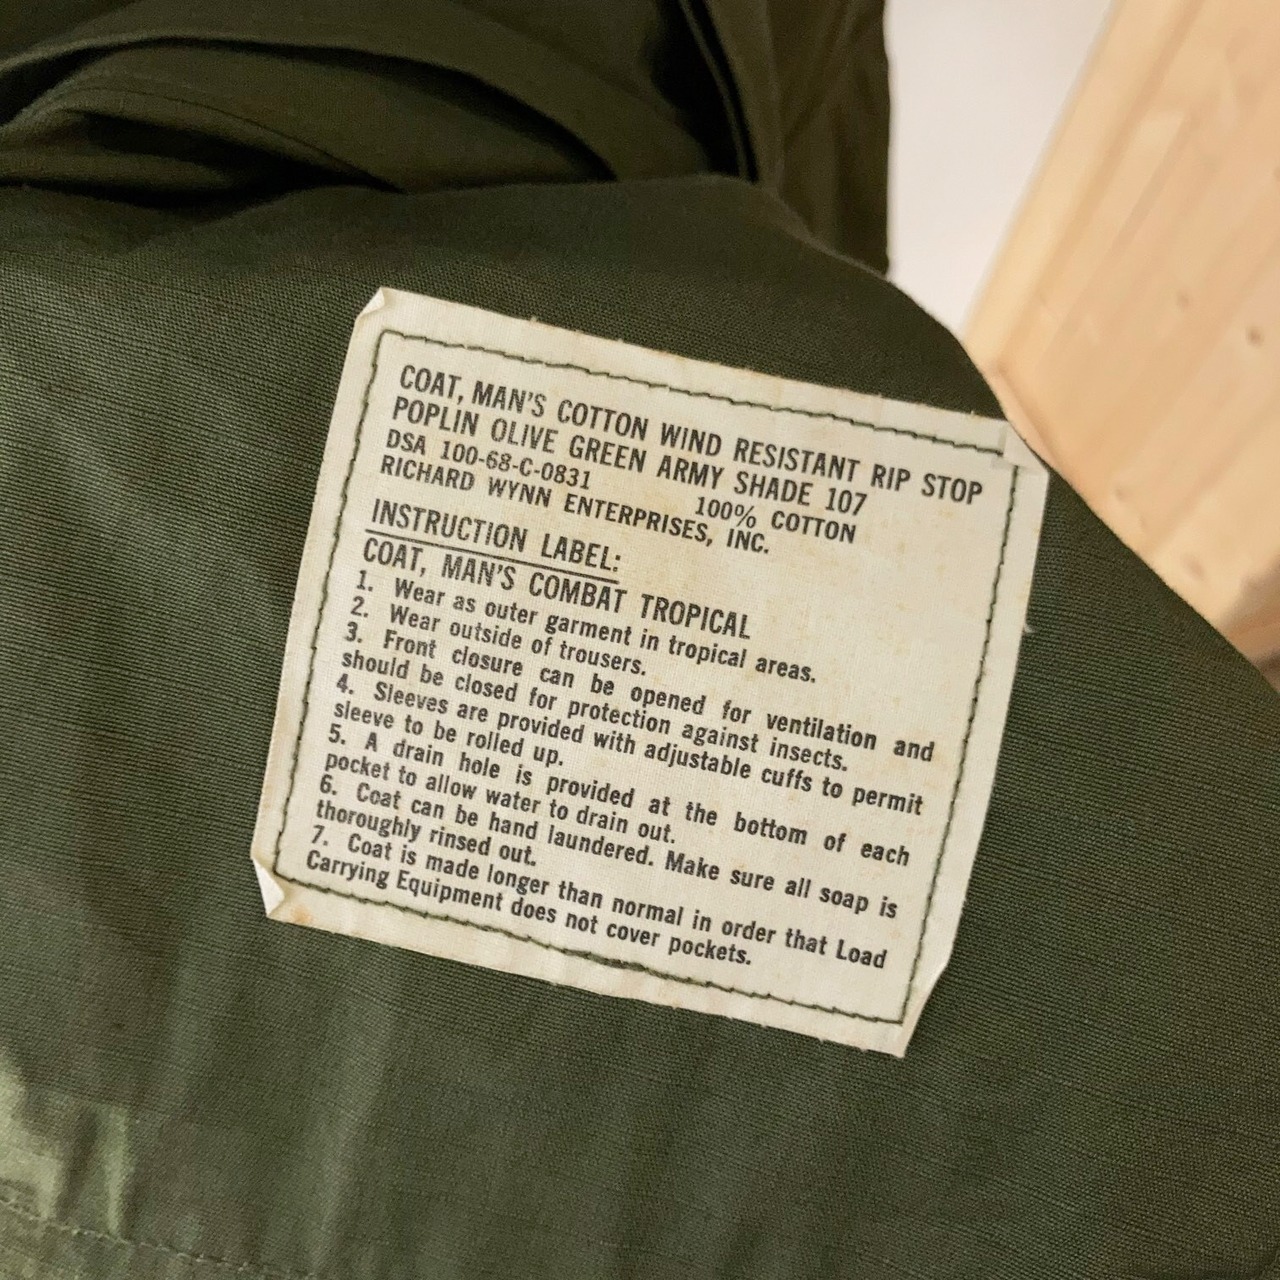 COAT, MAN'S COTTON WIND RESISTANT RIP STOP
POPLIN OLIVE GREEN ARMY SHADE 107
DSA 100-68-C-0831 100% COTTON
RICHARD WYNN ENTERPRISES, INC.
INSTRUCTION LABEL:
COAT, MAN'S COMBAT TROPICAL
1. Wear as outer garment in tropical areas.
2. Wear outside of trousers.
3. Front closure can be opened for ventilation and
should be closed for protection against insects.
4. Sleeves are provided with adjustable cuffs to permit
sleeve to be rolled up.
5. A drain hole is provided at the bottom of each
pocket to allow water to drain out.
6. Coat can be hand laundered. Make sure all soap is
thoroughly rinsed out.
7. Coat is made longer than normal in order that Load
Carrying Equipment does not cover pockets.